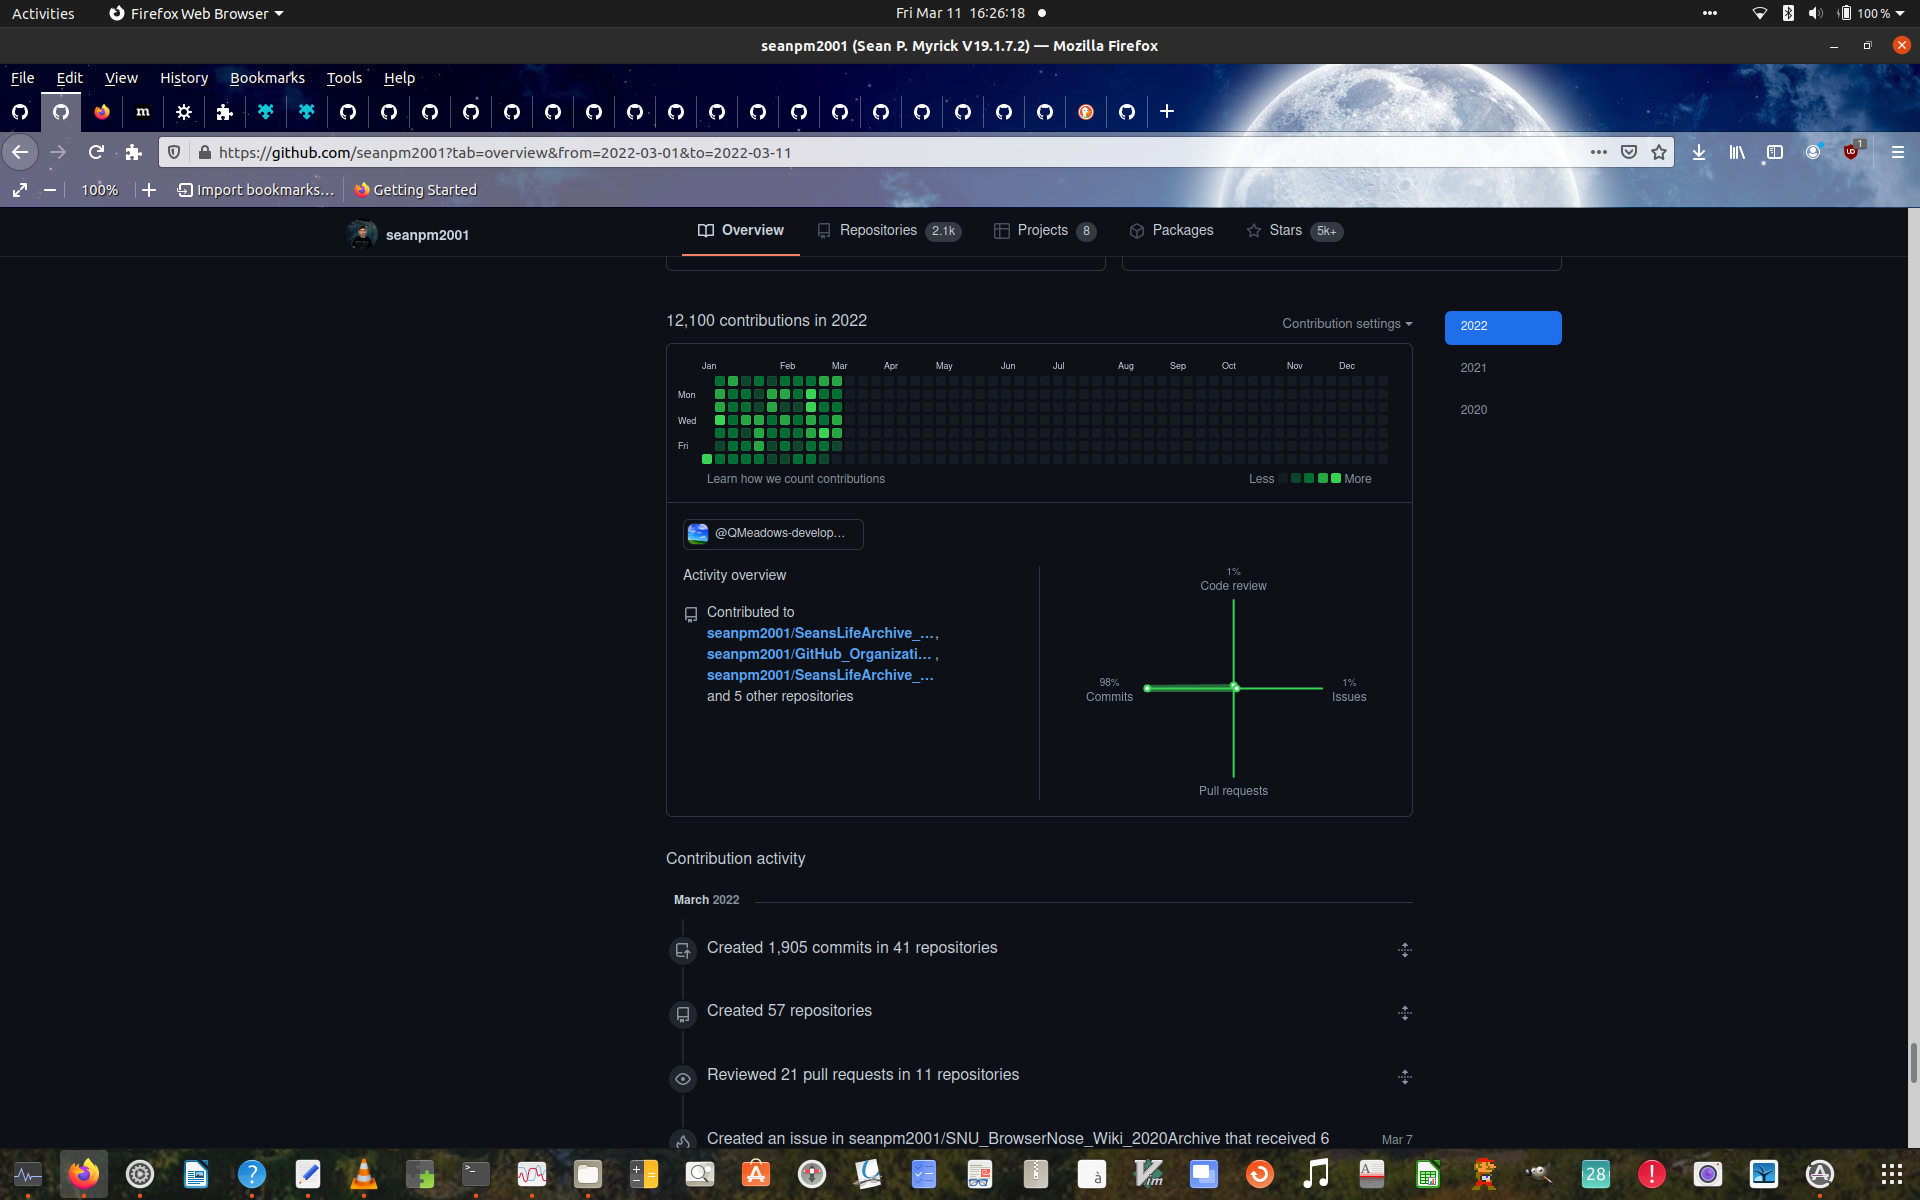 Activities Firefox Web Browser Fri Mar 11 16:26:18 100 %
seanpm2001 (Sean P. Myrick V19.1.7.2) — Mozilla Firefox
File Edit View History Bookmarks Tools Help
m
https://github.com/seanpm2001?tab=overview&from=2022-03-01&to=2022-03-11 1
100% Import bookmarks… Getting Started
seanpm2001 Overview Repositories 2.1k Projects 8 Packages Stars 5k+
12,100 contributions in 2022 Contribution settings 2022
Jan Feb Mar Apr May Jun Jul Aug Sep Oct Nov Dec
2021
Mon
2020
Wed
Fri
Learn how we count contributions Less More
@QMeadows-develop…
Activity overview
Contributed to
seanpm2001/SeansLifeArchive_… ,
seanpm2001/GitHub_Organizati… ,
seanpm2001/SeansLifeArchive_…
and 5 other repositories
1%
Code review
98%
Commits
1%
Issues
Pull requests
Contribution activity
March 2022
Created 1,905 commits in 41 repositories
Created 57 repositories
Reviewed 21 pull requests in 11 repositories
Created an issue in seanpm2001/SNU_BrowserNose_Wiki_2020Archive that received 6 Mar 7
? >_ à Vim A 28 !